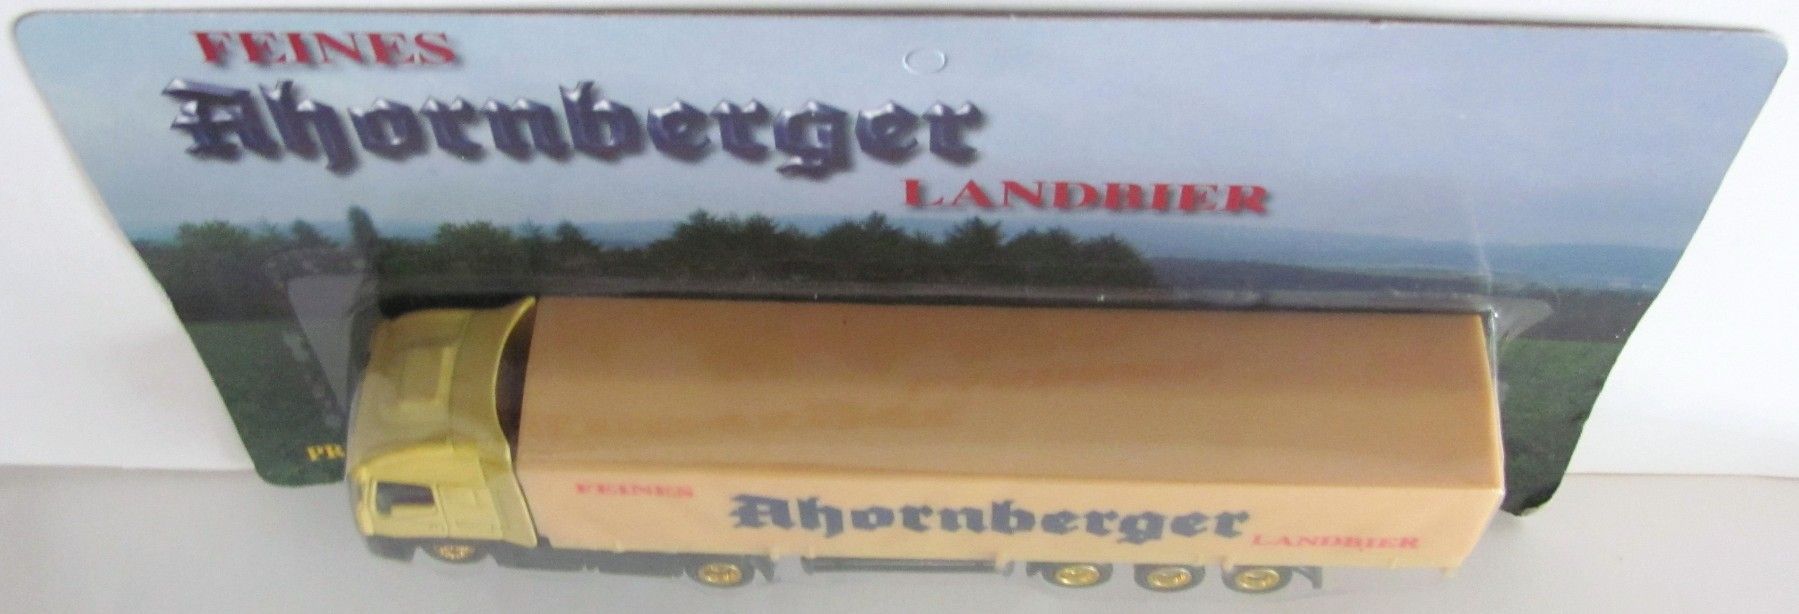 FEINES
Ahornberger
LANDBIER
FEINES
Ahornberger
LANDBIER